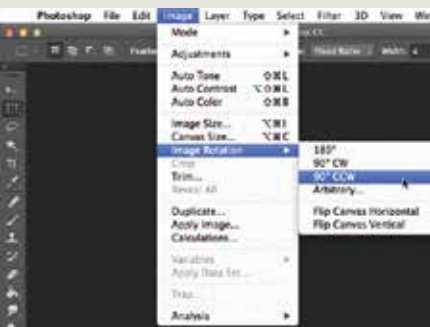 Photoshop File Edit Image Layer Type Select Filter 3D View
CC
Mode
Adjustments
Auto Tone ⇧⌘L
Auto Contrast ⌥⇧⌘L
Auto Color ⇧⌘B
Image Size... ⌥⌘I
Canvas Size... ⌥⌘C
Image Rotation
180°
90° CW
90° CCW
Arbitrary...
Flip Canvas Horizontal
Flip Canvas Vertical
Crop
Trim...
Reveal All
Duplicate...
Apply Image...
Calculations...
Variables
Apply Data Set...
Trap...
Analysis